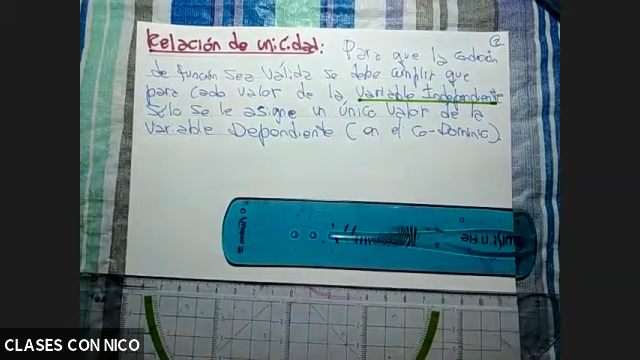 Relación de unicidad: Para que la condición
de función sea válida se debe cumplir que
para cada valor de la variable Independiente
Sólo se le asigne un único valor de la
Variable Dependiente (en el Co-Dominio).
CLASES CON NICO